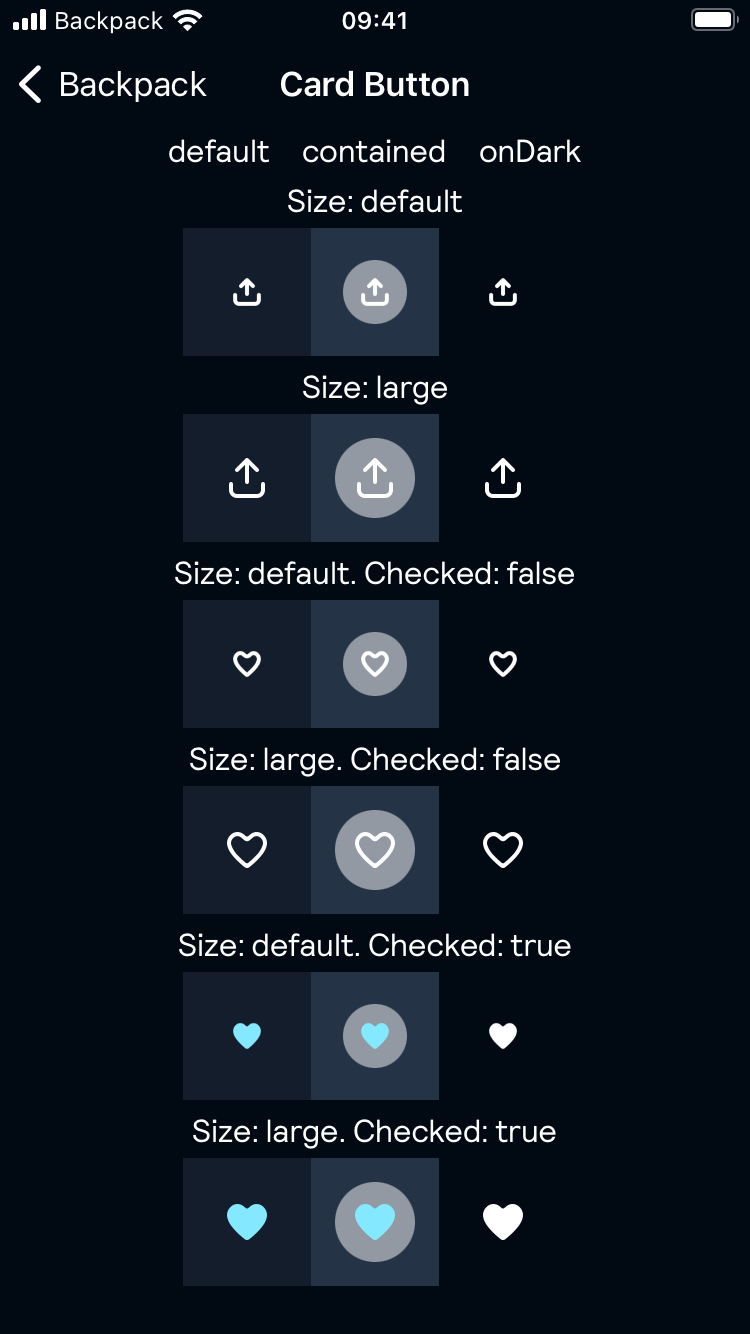 Backpack 09:41
Backpack Card Button
default contained onDark
Size: default
Size: large
Size: default. Checked: false
Size: large. Checked: false
Size: default. Checked: true
Size: large. Checked: true